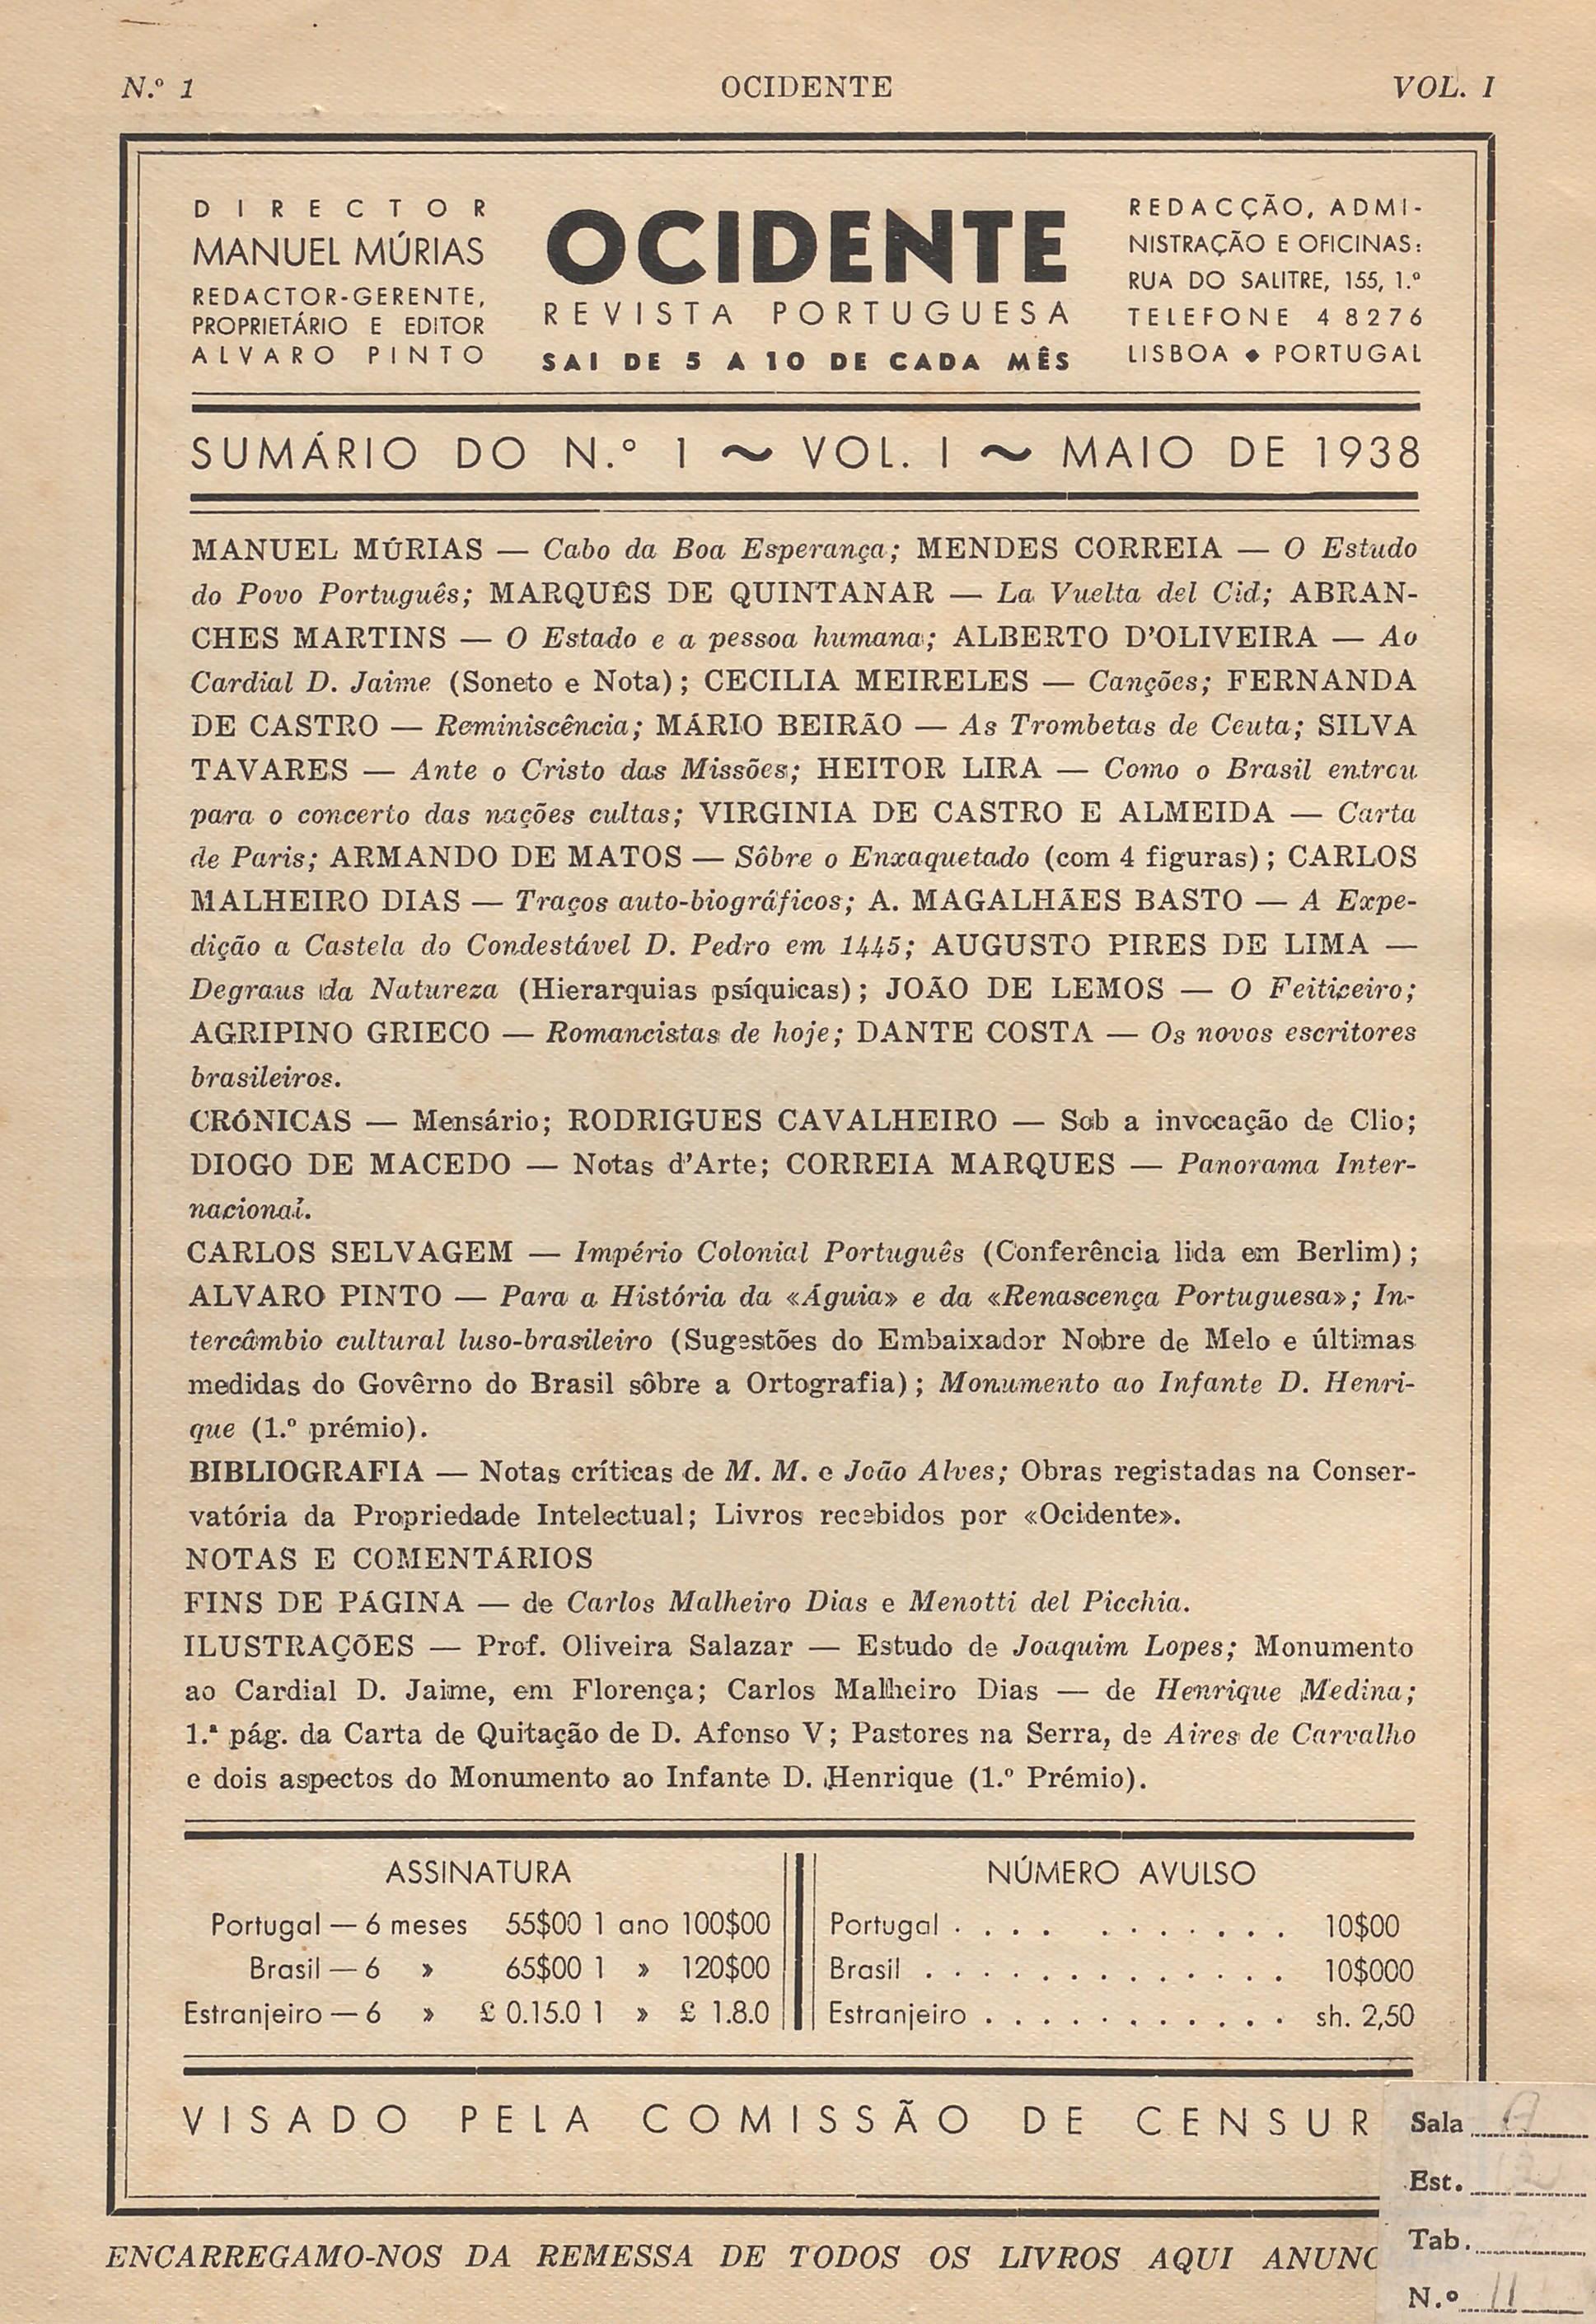 N.º 1 OCIDENTE VOL. I
DIRECTOR
MANUEL MÚRIAS
REDACTOR-GERENTE,
PROPRIETÁRIO E EDITOR
ALVARO PINTO
OCIDENTE
REVISTA PORTUGUESA
SAI DE 5 A 10 DE CADA MÊS
REDACÇÃO, ADMI-
NISTRAÇÃO E OFICINAS:
RUA DO SALITRE, 155, 1.º
TELEFONE 48276
LISBOA ◆ PORTUGAL
SUMÁRIO DO N.º 1 ~ VOL. I ~ MAIO DE 1938
MANUEL MÚRIAS — Cabo da Boa Esperança; MENDES CORREIA — O Estudo
do Povo Português; MARQUÊS DE QUINTANAR — La Vuelta del Cid; ABRAN-
CHES MARTINS — O Estado e a pessoa humana; ALBERTO D'OLIVEIRA — Ao
Cardial D. Jaime (Soneto e Nota); CECILIA MEIRELES — Canções; FERNANDA
DE CASTRO — Reminiscência; MÁRIO BEIRÃO — As Trombetas de Ceuta; SILVA
TAVARES — Ante o Cristo das Missões; HEITOR LIRA — Como o Brasil entrou
para o concerto das nações cultas; VIRGINIA DE CASTRO E ALMEIDA — Carta
de Paris; ARMANDO DE MATOS — Sôbre o Enxaquetado (com 4 figuras); CARLOS
MALHEIRO DIAS — Traços auto-biográficos; A. MAGALHÃES BASTO — A Expe-
dição a Castela do Condestável D. Pedro em 1445; AUGUSTO PIRES DE LIMA —
Degraus da Natureza (Hierarquias psíquicas); JOÃO DE LEMOS — O Feiticeiro;
AGRIPINO GRIECO — Romancistas de hoje; DANTE COSTA — Os novos escritores
brasileiros.
CRÓNICAS — Mensário; RODRIGUES CAVALHEIRO — Sob a invocação de Clio;
DIOGO DE MACEDO — Notas d'Arte; CORREIA MARQUES — Panorama Inter-
nacional.
CARLOS SELVAGEM — Império Colonial Português (Conferência lida em Berlim);
ALVARO PINTO — Para a História da «Águia» e da «Renascença Portuguesa»; In-
tercâmbio cultural luso-brasileiro (Sugestões do Embaixador Nobre de Melo e últimas
medidas do Govêrno do Brasil sôbre a Ortografia); Monumento ao Infante D. Henri-
que (1.º prémio).
BIBLIOGRAFIA — Notas críticas de M. M. e João Alves; Obras registadas na Conser-
vatória da Propriedade Intelectual; Livros recebidos por «Ocidente».
NOTAS E COMENTÁRIOS
FINS DE PÁGINA — de Carlos Malheiro Dias e Menotti del Picchia.
ILUSTRAÇÕES — Prof. Oliveira Salazar — Estudo de Joaquim Lopes; Monumento
ao Cardial D. Jaime, em Florença; Carlos Malheiro Dias — de Henrique Medina;
1.ª pág. da Carta de Quitação de D. Afonso V; Pastores na Serra, de Aires de Carvalho
e dois aspectos do Monumento ao Infante D. Henrique (1.º Prémio).
ASSINATURA
Portugal — 6 meses 55$00 1 ano 100$00
Brasil — 6 » 65$00 1 » 120$00
Estranjeiro — 6 » £ 0.15.0 1 » £ 1.8.0
NÚMERO AVULSO
Portugal . . . . . . . . . . . 10$00
Brasil . . . . . . . . . . . . . 10$000
Estranjeiro . . . . . . . . . . . sh. 2,50
VISADO PELA COMISSÃO DE CENSUR
ENCARREGAMO-NOS DA REMESSA DE TODOS OS LIVROS AQUI ANUNC
Sala A
Est.
Tab.
N.º 11